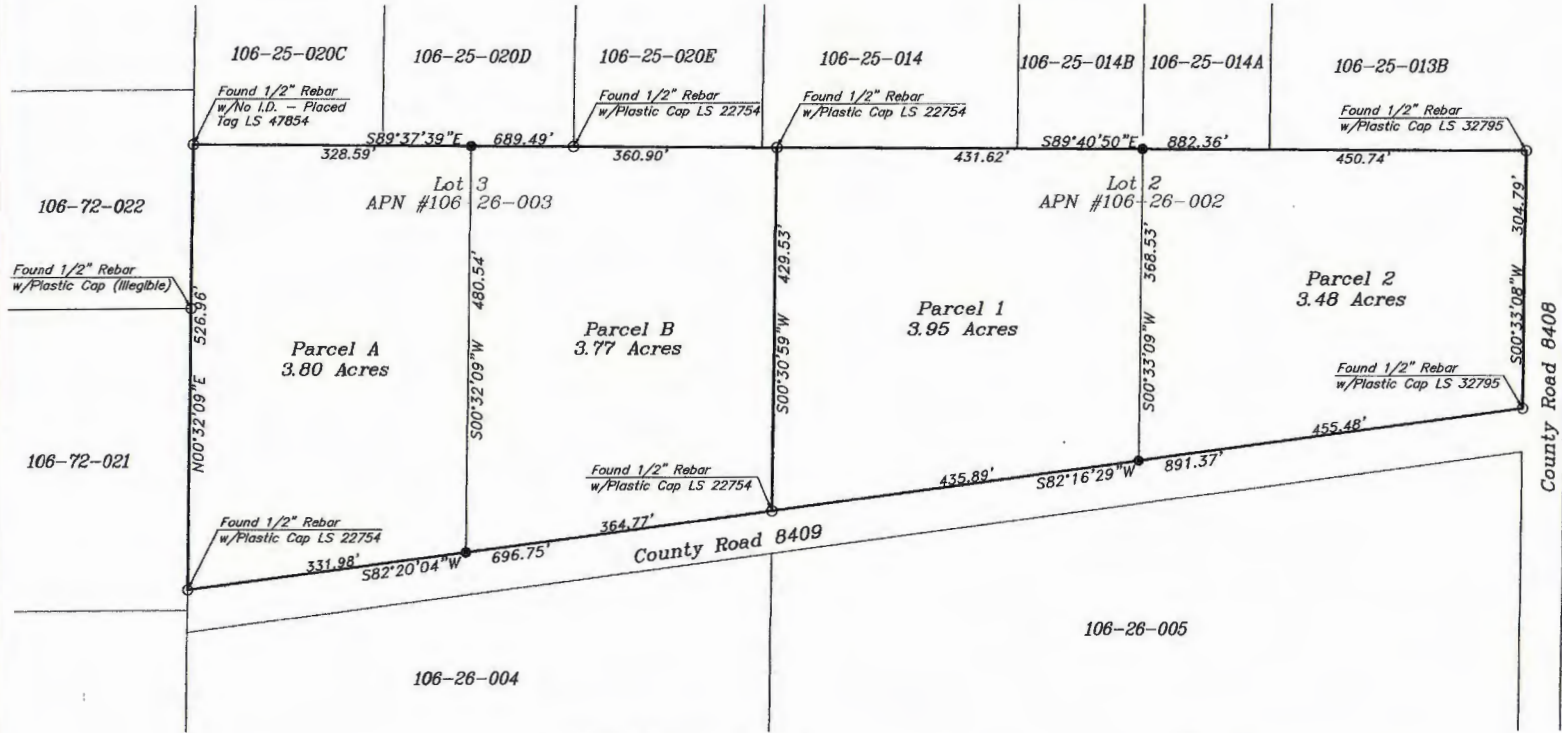 106-25-020C
106-25-020D
106-25-020E
106-25-014
106-25-014B
106-25-014A
106-25-013B
Found 1/2" Rebar
w/No I.D. - Placed
Tag LS 47854
Found 1/2" Rebar
w/Plastic Cap LS 22754
Found 1/2" Rebar
w/Plastic Cap LS 22754
Found 1/2" Rebar
w/Plastic Cap LS 32795
S89°37'39"E 689.49'
328.59'
360.90'
S89°40'50"E 882.36'
431.62'
450.74'
Lot 3
APN #106-26-003
Lot 2
APN #106-26-002
106-72-022
Found 1/2" Rebar
w/Plastic Cap (Illegible)
N00°32'09"E 526.96'
S00°32'09"W 480.54'
S00°30'59"W 429.53'
S00°33'09"W 368.53'
S00°33'08"W 304.79'
Parcel A
3.80 Acres
Parcel B
3.77 Acres
Parcel 1
3.95 Acres
Parcel 2
3.48 Acres
County Road 8408
Found 1/2" Rebar
w/Plastic Cap LS 32795
106-72-021
Found 1/2" Rebar
w/Plastic Cap LS 22754
Found 1/2" Rebar
w/Plastic Cap LS 22754
455.48'
435.89'
S82°16'29"W 891.37'
364.77'
331.98'
S82°20'04"W 696.75'
County Road 8409
106-26-005
106-26-004